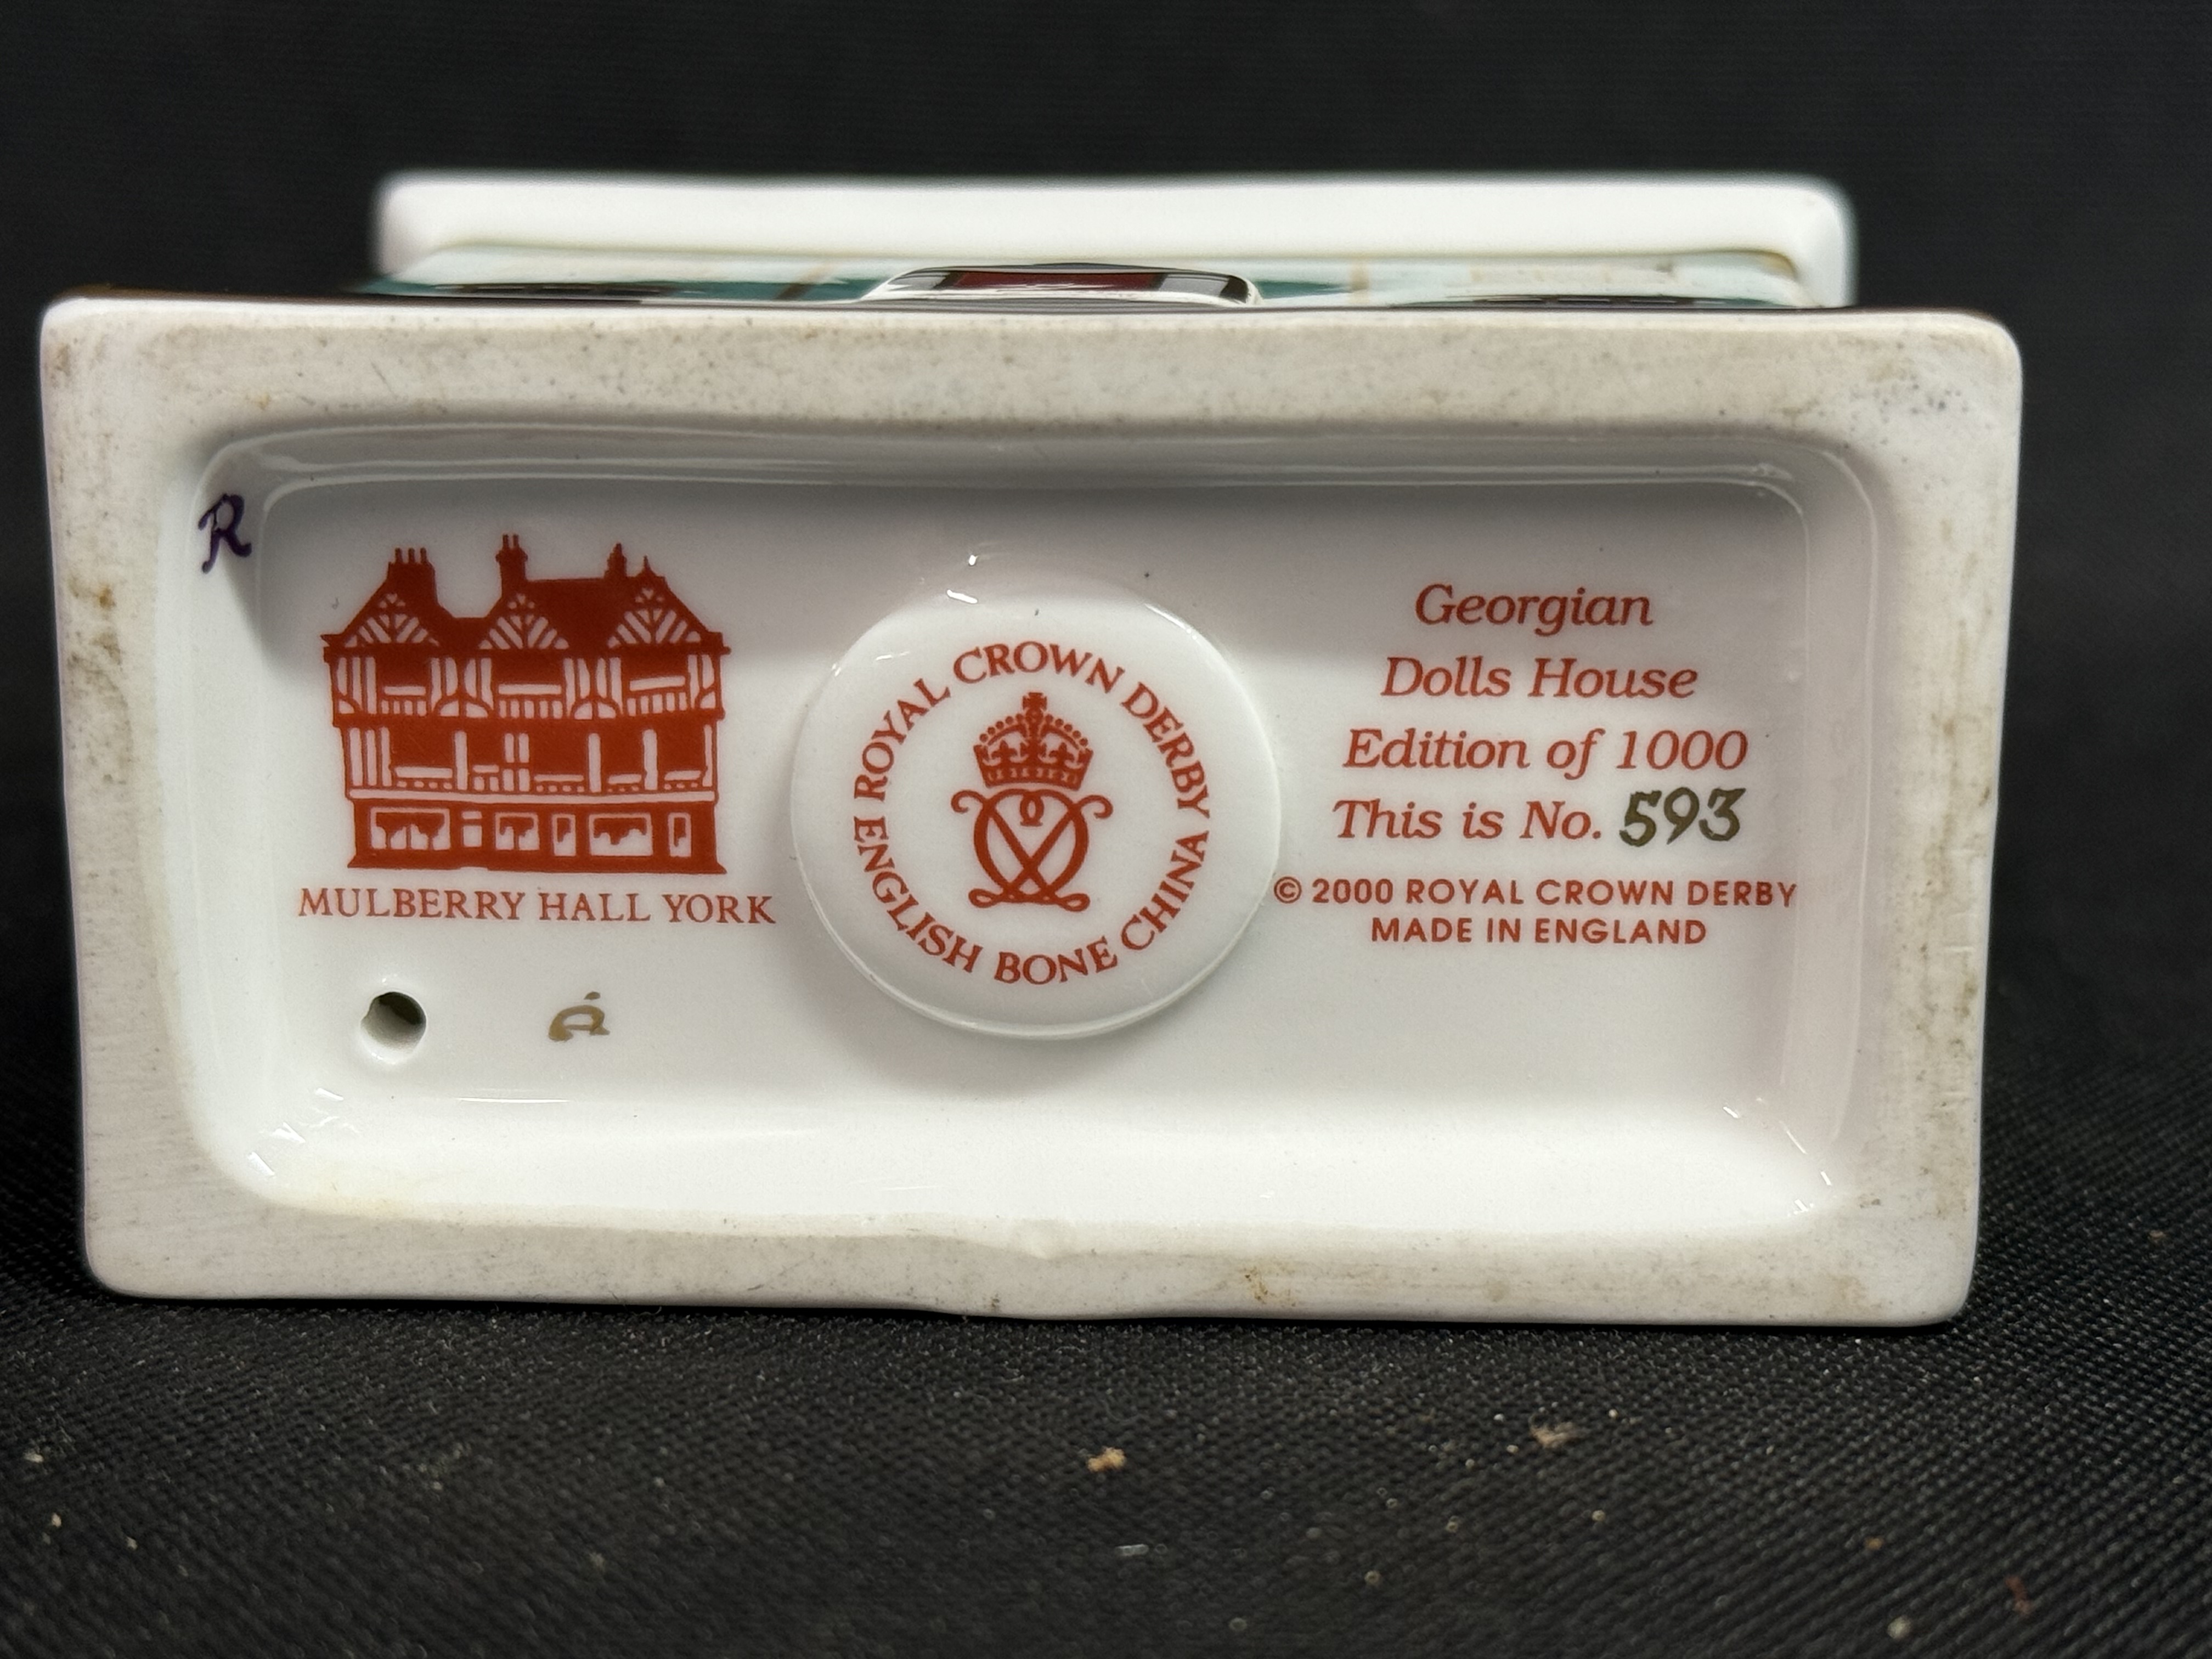 R
MULBERRY HALL YORK
ROYAL CROWN DERBY
ENGLISH BONE CHINA
Georgian
Dolls House
Edition of 1000
This is No. 593
© 2000 ROYAL CROWN DERBY
MADE IN ENGLAND